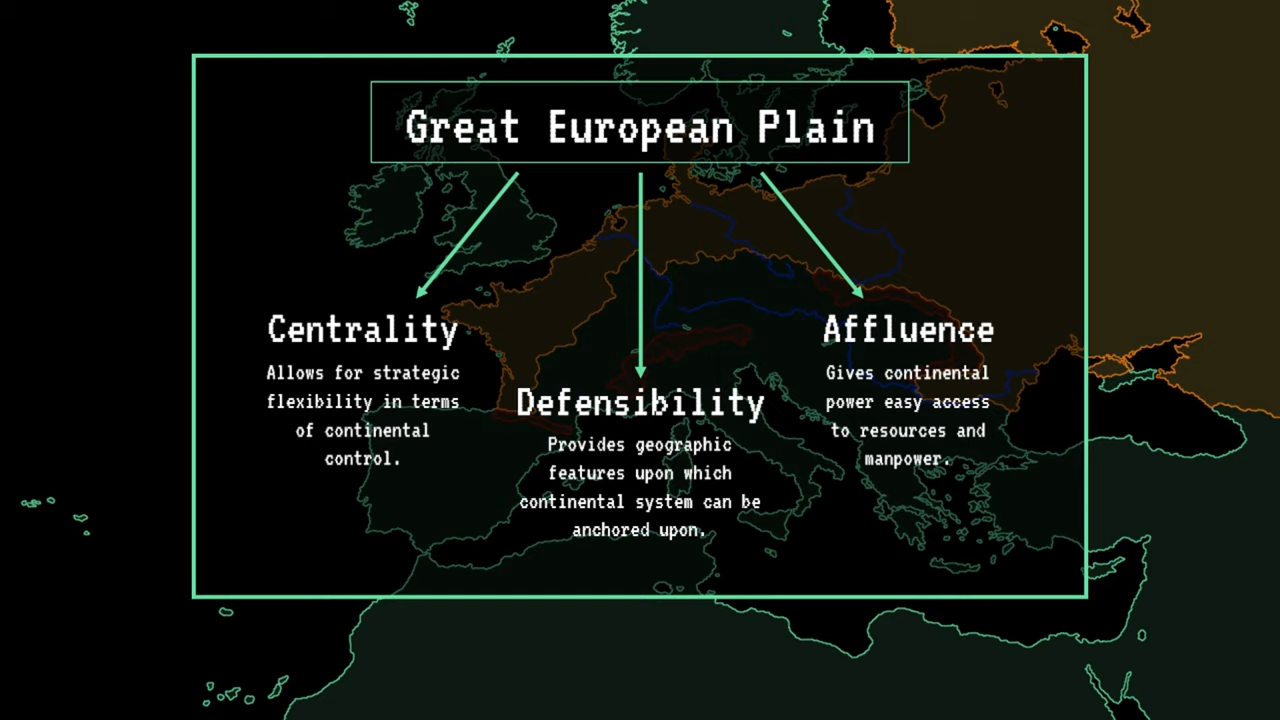 Great European Plain
Centrality
Allows for strategic
flexibility in terms
of continental
control.
Defensibility
Provides geographic
features upon which
continental system can be
anchored upon.
Affluence
Gives continental
power easy access
to resources and
manpower.